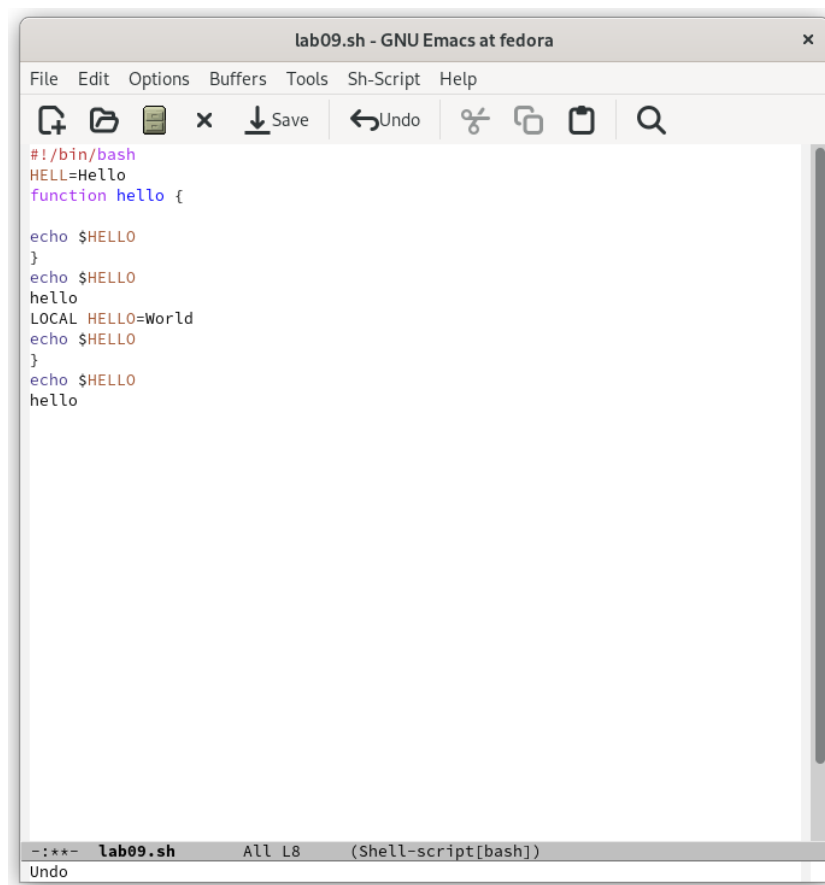 lab09.sh - GNU Emacs at fedora
File Edit Options Buffers Tools Sh-Script Help
Save Undo
#!/bin/bash
HELL=Hello
function hello {
echo $HELLO
}
echo $HELLO
hello
LOCAL HELLO=World
echo $HELLO
}
echo $HELLO
hello
-:**- lab09.sh All L8 (Shell-script[bash])
Undo